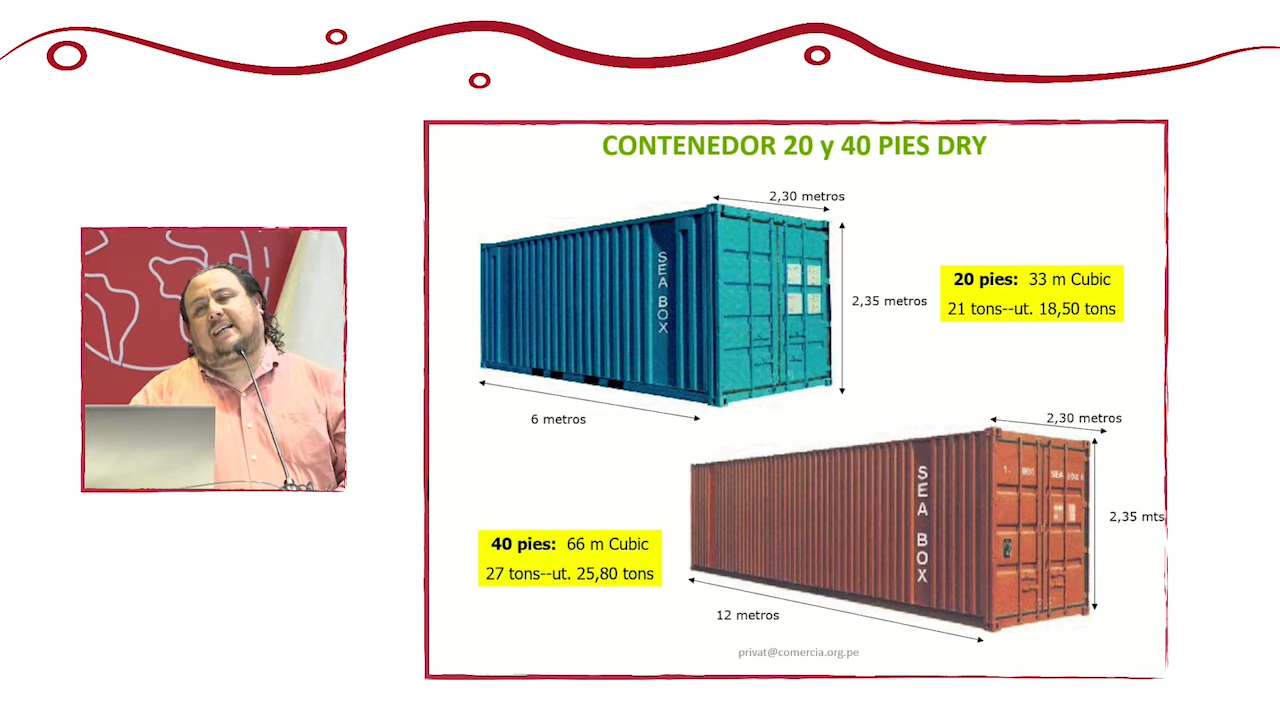 CONTENEDOR 20 y 40 PIES DRY
2,30 metros
SEA BOX
2,35 metros
20 pies: 33 m Cubic
21 tons--ut. 18,50 tons
6 metros
2,30 metros
SEA BOX
2,35 mts
40 pies: 66 m Cubic
27 tons--ut. 25,80 tons
12 metros
privat@comercia.org.pe